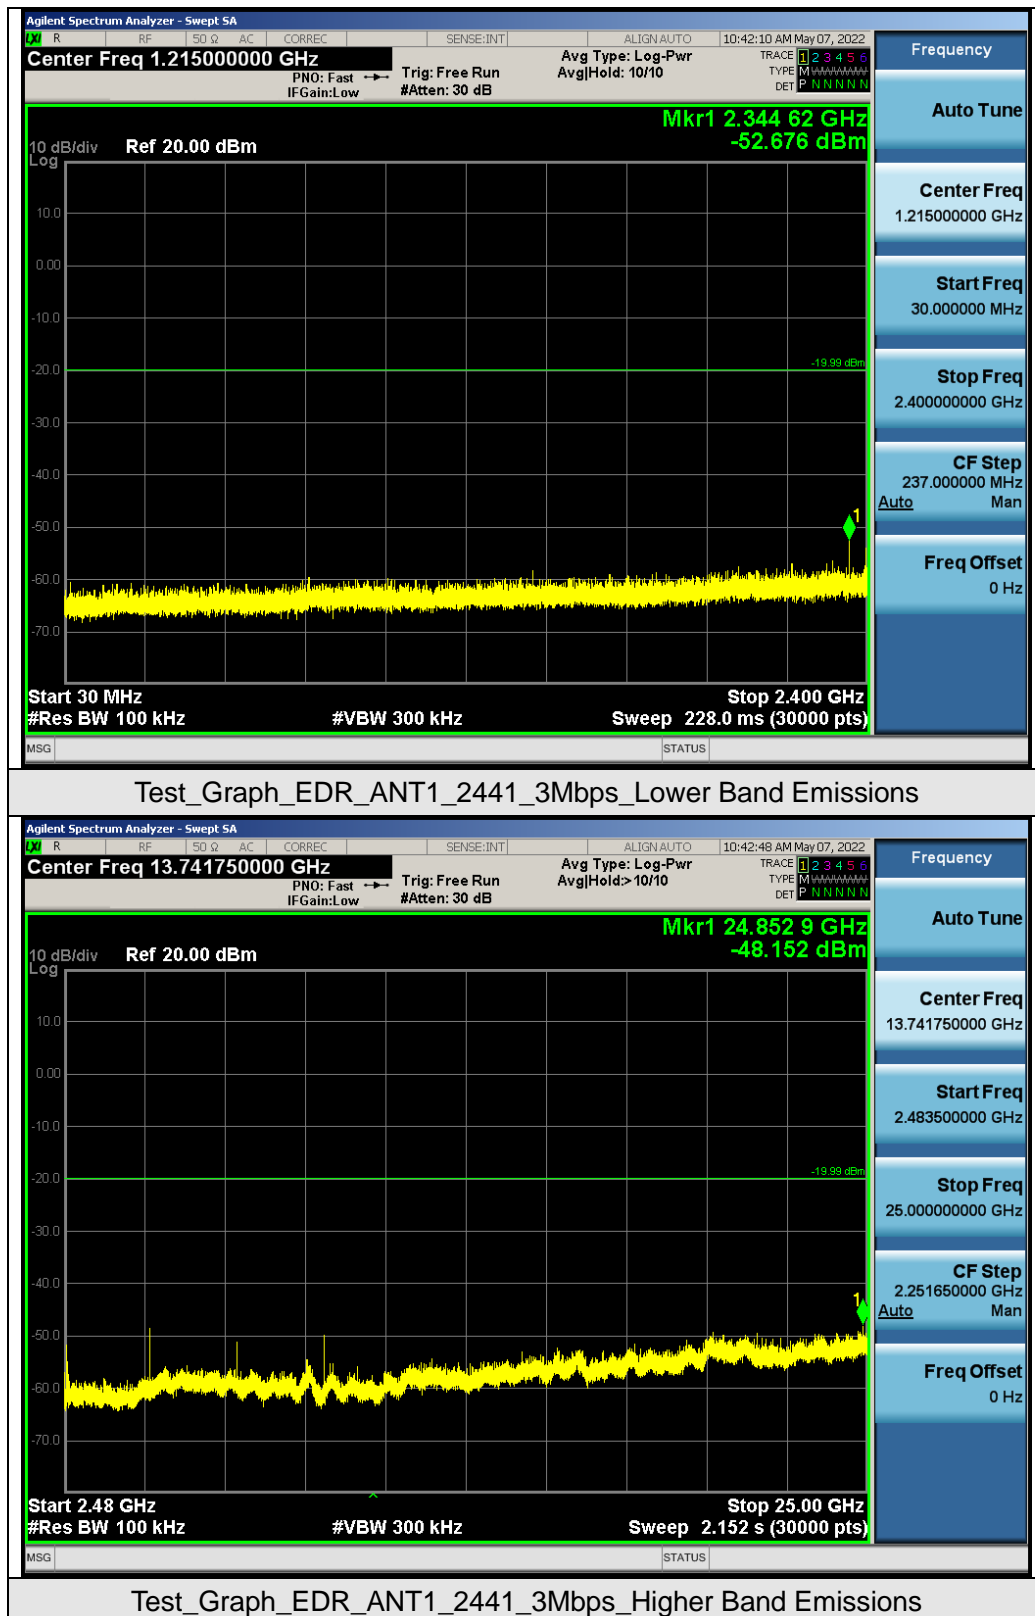 Agilent Spectrum Analyzer - Swept SA
LXI R RF 50 Ω AC CORREC SENSE:INT ALIGN AUTO 10:42:10 AM May 07, 2022
Center Freq 1.215000000 GHz
PNO: Fast
IFGain:Low
Trig: Free Run
#Atten: 30 dB
Avg Type: Log-Pwr
Avg|Hold: 10/10
TRACE 1 2 3 4 5 6
TYPE M WWWWW
DET P N N N N N
Mkr1 2.344 62 GHz
-52.676 dBm
10 dB/div Ref 20.00 dBm
Log
10.0
0.00
-10.0
-19.99 dBm
-20.0
-30.0
-40.0
1
-50.0
-60.0
-70.0
Start 30 MHz Stop 2.400 GHz
#Res BW 100 kHz #VBW 300 kHz Sweep 228.0 ms (30000 pts)
MSG STATUS
Frequency
Auto Tune
Center Freq
1.215000000 GHz
Start Freq
30.000000 MHz
Stop Freq
2.400000000 GHz
CF Step
237.000000 MHz
Auto Man
Freq Offset
0 Hz
Test_Graph_EDR_ANT1_2441_3Mbps_Lower Band Emissions
Agilent Spectrum Analyzer - Swept SA
LXI R RF 50 Ω AC CORREC SENSE:INT ALIGN AUTO 10:42:48 AM May 07, 2022
Center Freq 13.741750000 GHz
PNO: Fast
IFGain:Low
Trig: Free Run
#Atten: 30 dB
Avg Type: Log-Pwr
Avg|Hold:>10/10
TRACE 1 2 3 4 5 6
TYPE M WWWWW
DET P N N N N N
Mkr1 24.852 9 GHz
-48.152 dBm
10 dB/div Ref 20.00 dBm
Log
10.0
0.00
-10.0
-19.99 dBm
-20.0
-30.0
-40.0
1
-50.0
-60.0
-70.0
Start 2.48 GHz Stop 25.00 GHz
#Res BW 100 kHz #VBW 300 kHz Sweep 2.152 s (30000 pts)
MSG STATUS
Frequency
Auto Tune
Center Freq
13.741750000 GHz
Start Freq
2.483500000 GHz
Stop Freq
25.000000000 GHz
CF Step
2.251650000 GHz
Auto Man
Freq Offset
0 Hz
Test_Graph_EDR_ANT1_2441_3Mbps_Higher Band Emissions